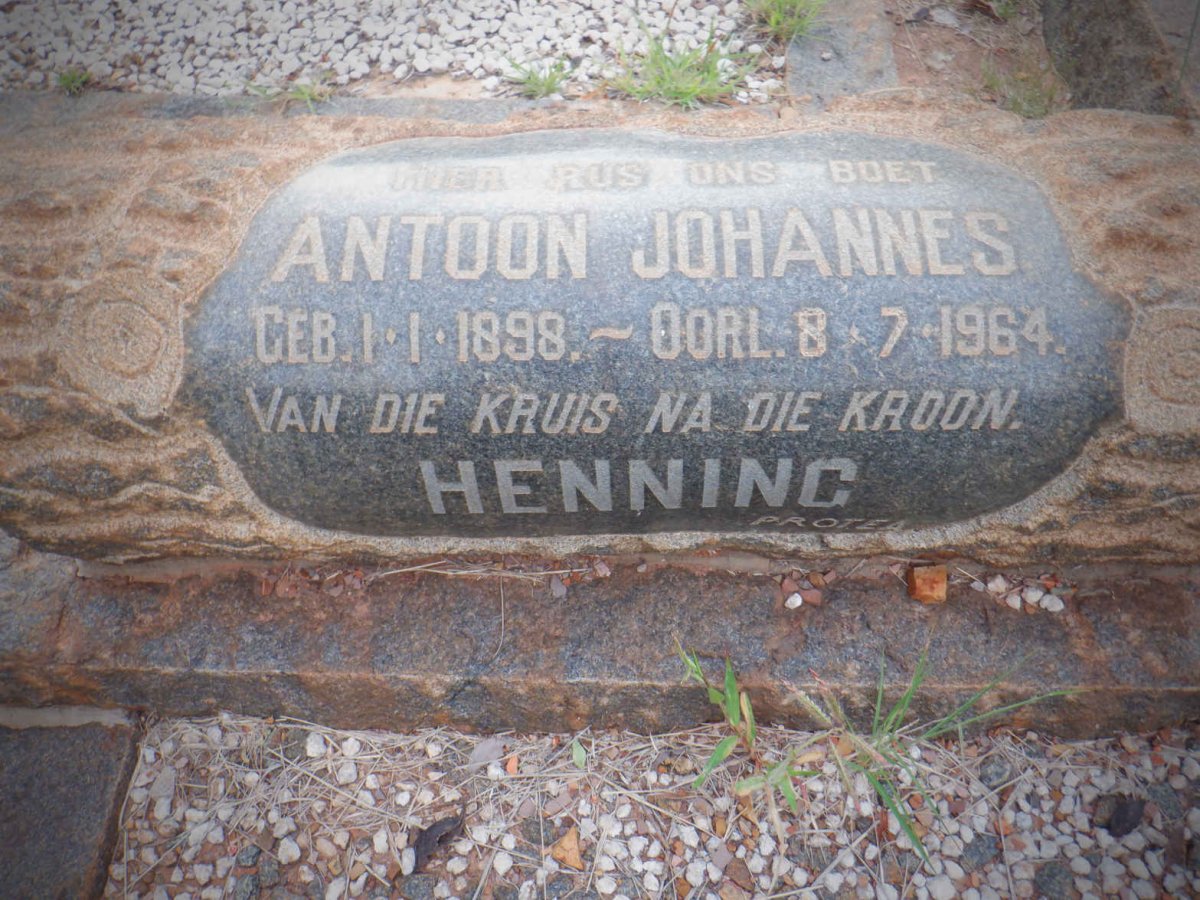 HIER RUS ONS BOET
ANTOON JOHANNES
GEB. 1·1·1898. ~ OORL. 8·7·1964.
VAN DIE KRUIS NA DIE KROON.
HENNING
PROTEA